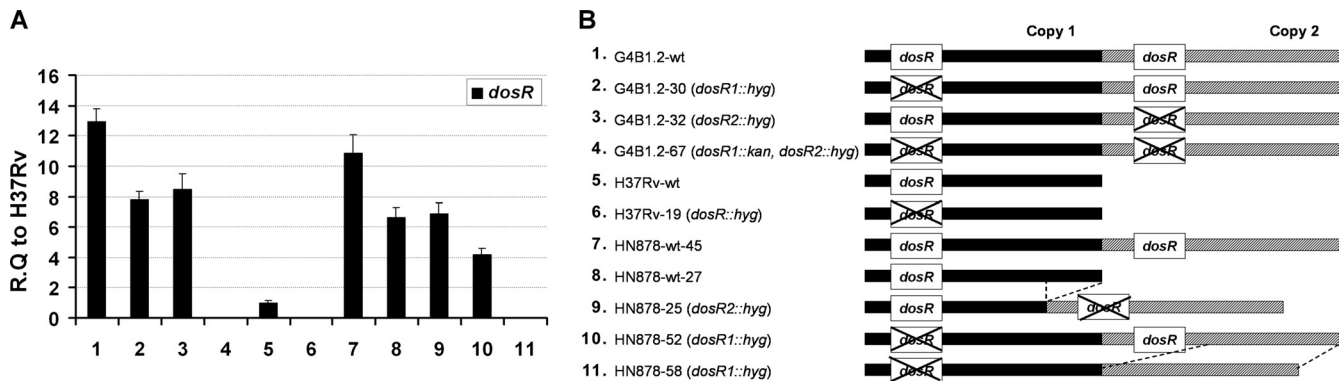 A
16
14
12
10
8
6
4
2
0
R.Q to H37Rv
dosR
1 2 3 4 5 6 7 8 9 10 11
B
Copy 1 Copy 2
1. G4B1.2-wt dosR dosR
2. G4B1.2-30 (dosR1::hyg) dosR dosR
3. G4B1.2-32 (dosR2::hyg) dosR dosR
4. G4B1.2-67 (dosR1::kan, dosR2::hyg) dosR dosR
5. H37Rv-wt dosR
6. H37Rv-19 (dosR::hyg) dosR
7. HN878-wt-45 dosR dosR
8. HN878-wt-27 dosR
9. HN878-25 (dosR2::hyg) dosR dosR
10. HN878-52 (dosR1::hyg) dosR dosR
11. HN878-58 (dosR1::hyg) dosR